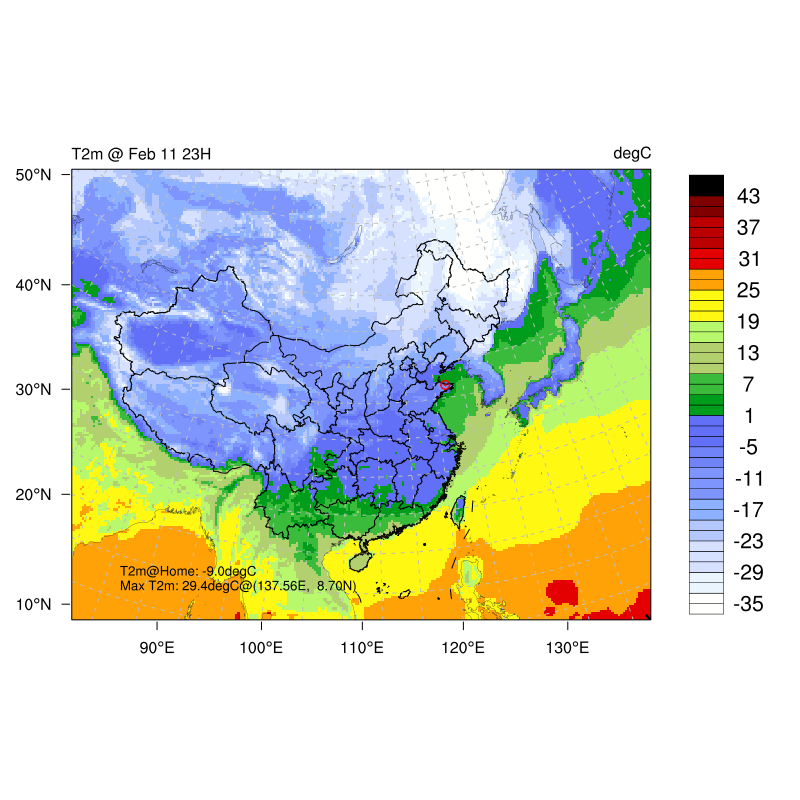 T2m @ Feb 11 23H
degC
50°N
40°N
30°N
20°N
10°N
T2m@Home: -9.0degC
Max T2m: 29.4degC@(137.56E, 8.70N)
90°E
100°E
110°E
120°E
130°E
43
37
31
25
19
13
7
1
-5
-11
-17
-23
-29
-35